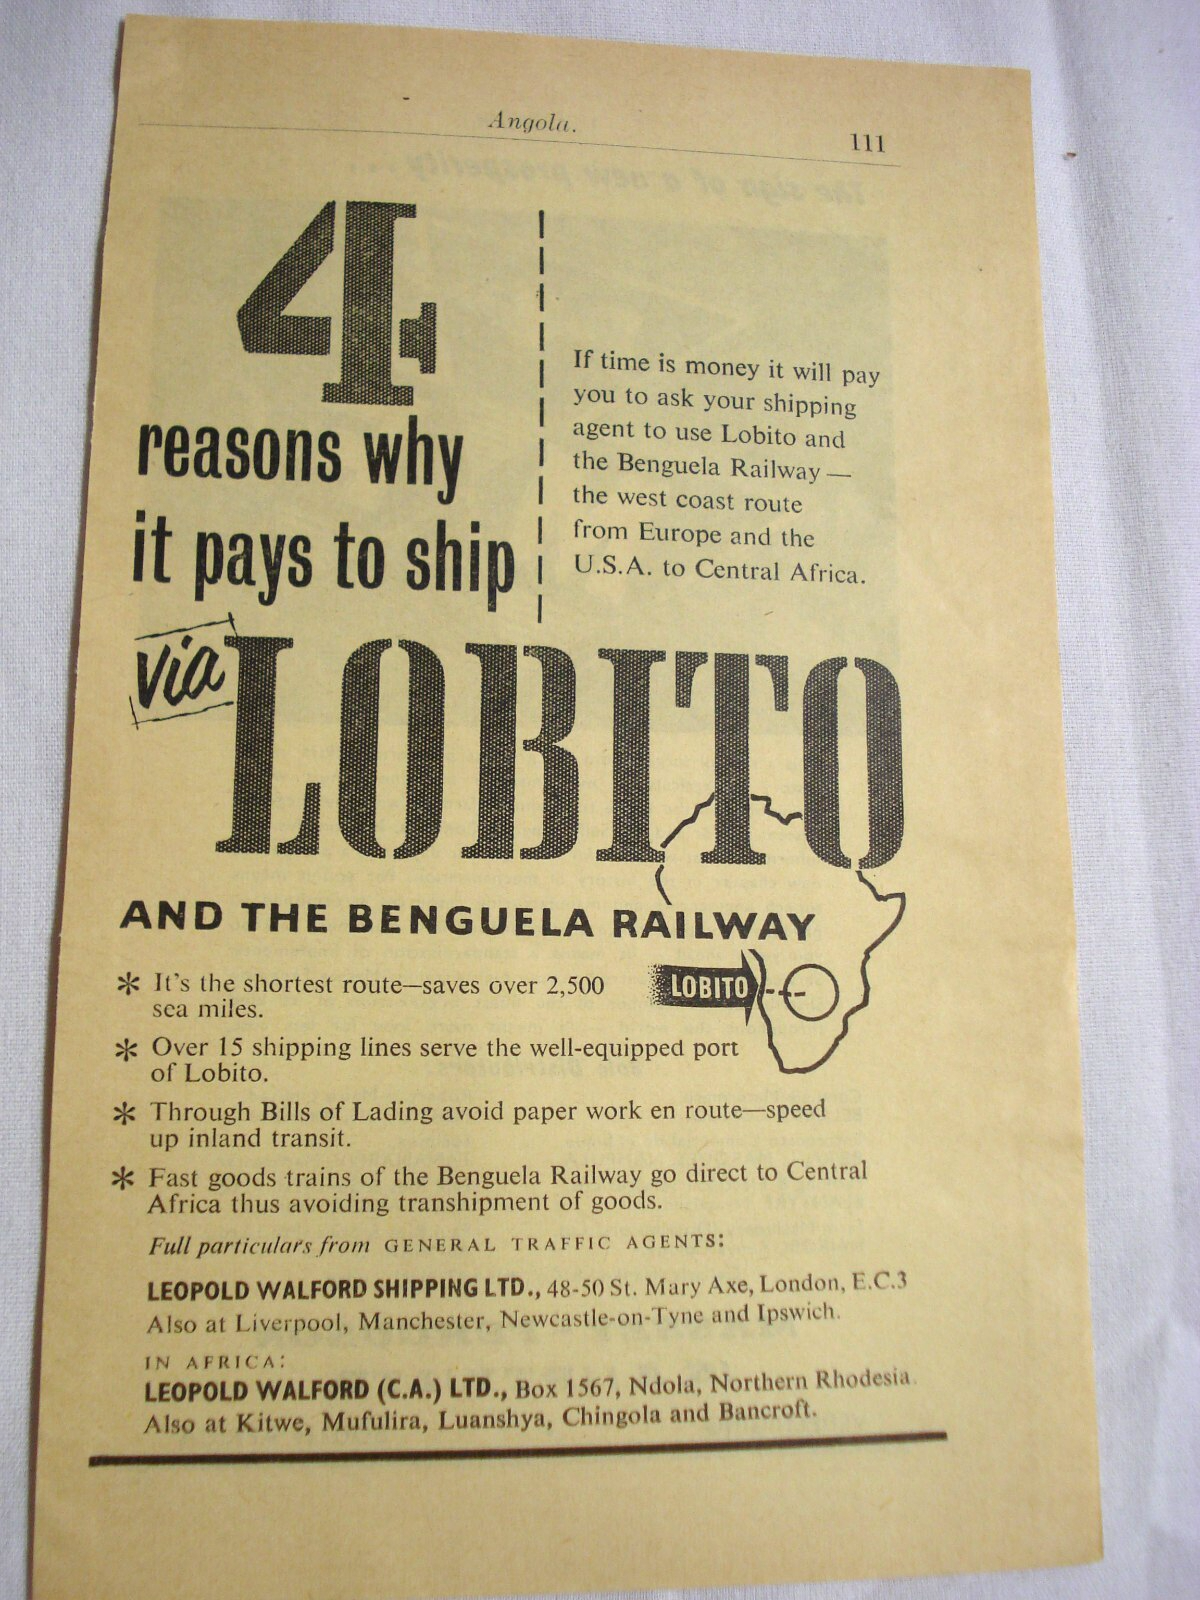 Angola.
111
4
reasons why
it pays to ship
If time is money it will pay
you to ask your shipping
agent to use Lobito and
the Benguela Railway —
the west coast route
from Europe and the
U.S.A. to Central Africa.
via LOBITO
AND THE BENGUELA RAILWAY
LOBITO
* It's the shortest route—saves over 2,500
sea miles.
* Over 15 shipping lines serve the well-equipped port
of Lobito.
* Through Bills of Lading avoid paper work en route—speed
up inland transit.
* Fast goods trains of the Benguela Railway go direct to Central
Africa thus avoiding transhipment of goods.
Full particulars from GENERAL TRAFFIC AGENTS:
LEOPOLD WALFORD SHIPPING LTD., 48-50 St. Mary Axe, London, E.C.3
Also at Liverpool, Manchester, Newcastle-on-Tyne and Ipswich.
IN AFRICA:
LEOPOLD WALFORD (C.A.) LTD., Box 1567, Ndola, Northern Rhodesia.
Also at Kitwe, Mufulira, Luanshya, Chingola and Bancroft.